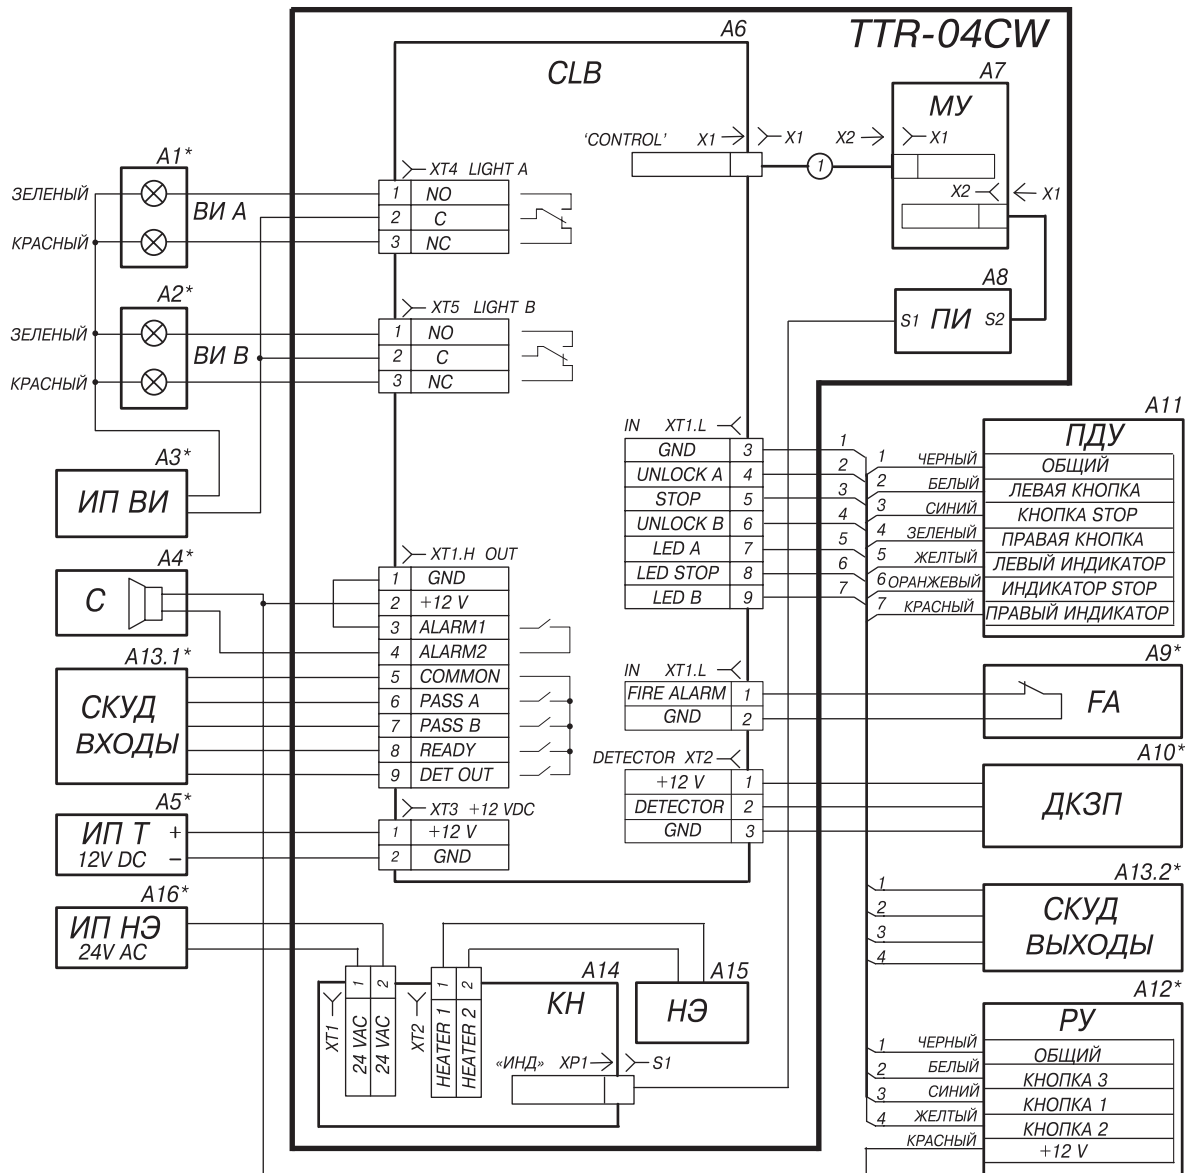 TTR-04CW
A6
CLB
A7
МУ
'CONTROL' X1 X1 X2 X1
1
X2 X1
A8
S1 ПИ S2
A1*
ЗЕЛЕНЫЙ
ВИ А
КРАСНЫЙ
XT4 LIGHT A
1 NO
2 C
3 NC
A2*
ЗЕЛЕНЫЙ
ВИ В
КРАСНЫЙ
XT5 LIGHT B
1 NO
2 C
3 NC
A3*
ИП ВИ
A4*
С
XT1.H OUT
1 GND
2 +12 V
3 ALARM1
4 ALARM2
5 COMMON
6 PASS A
7 PASS B
8 READY
9 DET OUT
A13.1*
СКУД
ВХОДЫ
A5*
ИП Т +
12V DC –
XT3 +12 VDC
1 +12 V
2 GND
A16*
ИП НЭ
24V AC
IN XT1.L
GND 3 1
UNLOCK A 4 2
STOP 5 3
UNLOCK B 6 4
LED A 7 5
LED STOP 8 6
LED B 9 7
A11
ПДУ
1 ЧЕРНЫЙ ОБЩИЙ
2 БЕЛЫЙ ЛЕВАЯ КНОПКА
3 СИНИЙ КНОПКА STOP
4 ЗЕЛЕНЫЙ ПРАВАЯ КНОПКА
5 ЖЕЛТЫЙ ЛЕВЫЙ ИНДИКАТОР
6 ОРАНЖЕВЫЙ ИНДИКАТОР STOP
7 КРАСНЫЙ ПРАВЫЙ ИНДИКАТОР
IN XT1.L
FIRE ALARM 1
GND 2
A9*
FA
DETECTOR XT2
+12 V 1
DETECTOR 2
GND 3
A10*
ДКЗП
A13.2*
1
2
3
4
СКУД
ВЫХОДЫ
A14
КН
XT1
1 24 VAC
2 24 VAC
XT2
1 HEATER 1
2 HEATER 2
«ИНД» XP1 S1
A15
НЭ
A12*
РУ
1 ЧЕРНЫЙ ОБЩИЙ
2 БЕЛЫЙ КНОПКА 3
3 СИНИЙ КНОПКА 1
4 ЖЕЛТЫЙ КНОПКА 2
КРАСНЫЙ +12 V